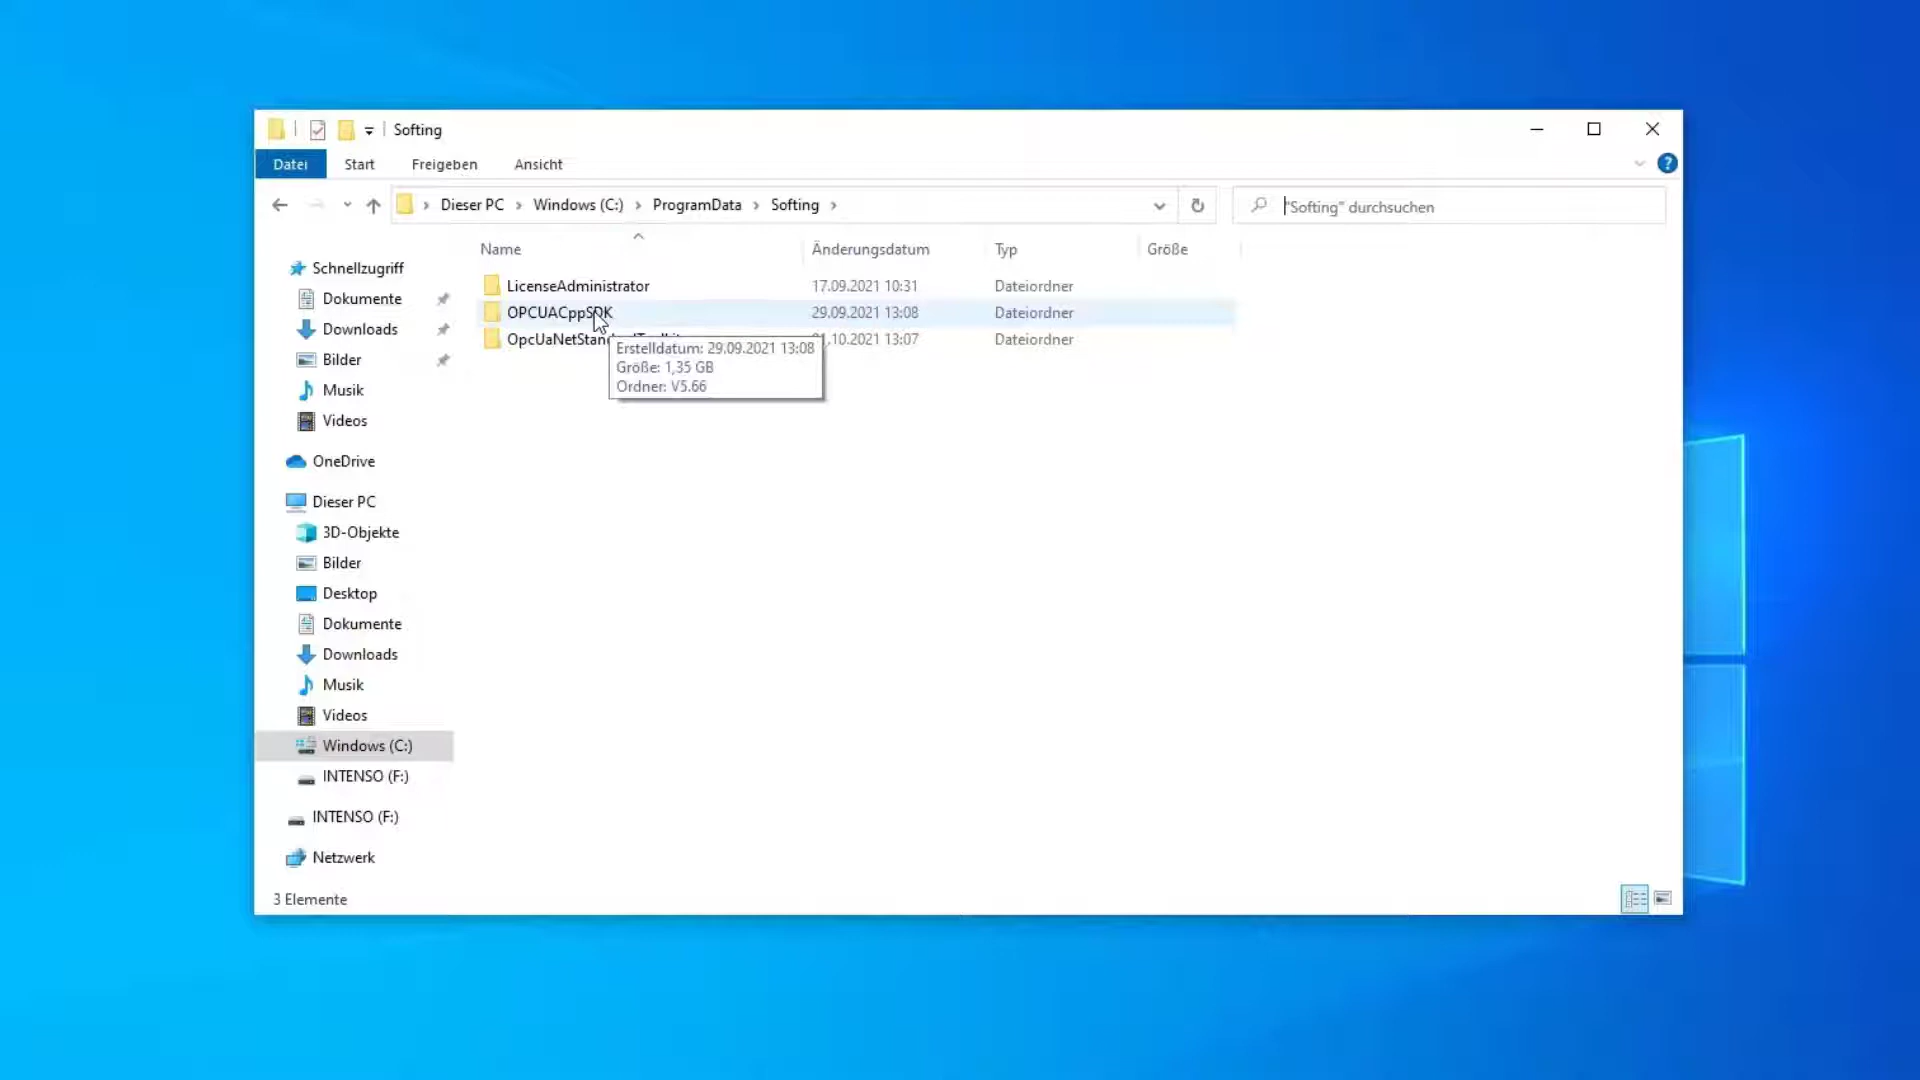 Softing
Datei Start Freigeben Ansicht
Dieser PC Windows (C:) ProgramData Softing
"Softing" durchsuchen
Name Änderungsdatum Typ Größe
LicenseAdministrator 17.09.2021 10:31 Dateiordner
OPCUACppSDK 29.09.2021 13:08 Dateiordner
.10.2021 13:07 Dateiordner
Erstelldatum: 29.09.2021 13:08
Größe: 1,35 GB
Ordner: V5.66
Schnellzugriff
Dokumente
Downloads
Bilder
Musik
Videos
OneDrive
Dieser PC
3D-Objekte
Bilder
Desktop
Dokumente
Downloads
Musik
Videos
Windows (C:)
INTENSO (F:)
INTENSO (F:)
Netzwerk
3 Elemente